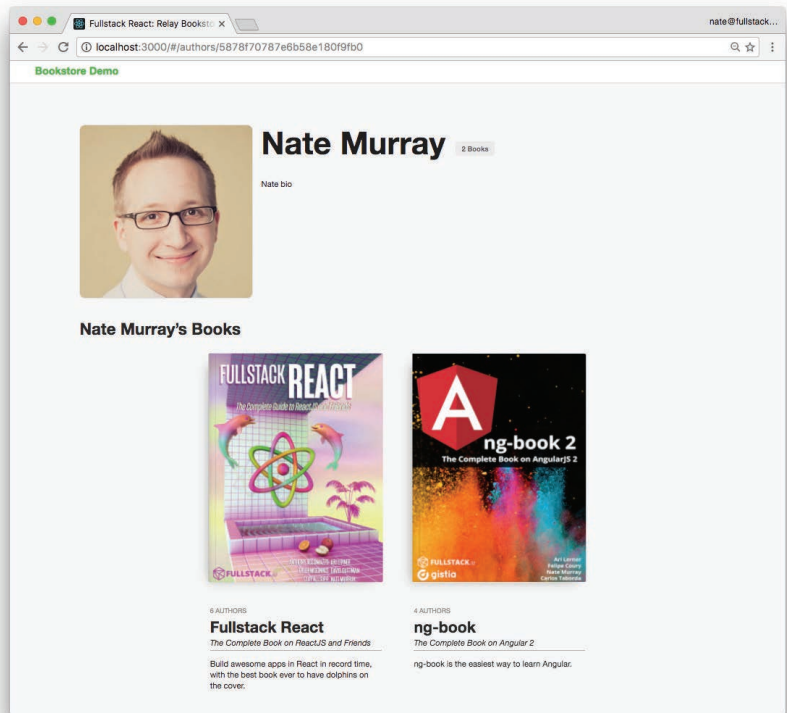 Fullstack React: Relay Booksto
nate@fullstack...
localhost:3000/#/authors/5878f70787e6b58e180f9fb0
Bookstore Demo
Nate Murray 2 Books
Nate bio
Nate Murray's Books
FULLSTACK REACT
The Complete Guide to ReactJS and Friends
FULLSTACK.io
A
ng-book 2
The Complete Book on AngularJS 2
Ari Lerner
Felipe Coury
Nate Murray
Carlos Taborda
FULLSTACK.io
gistia
6 AUTHORS
Fullstack React
The Complete Book on ReactJS and Friends
Build awesome apps in React in record time,
with the best book ever to have dolphins on
the cover.
4 AUTHORS
ng-book
The Complete Book on Angular 2
ng-book is the easiest way to learn Angular.